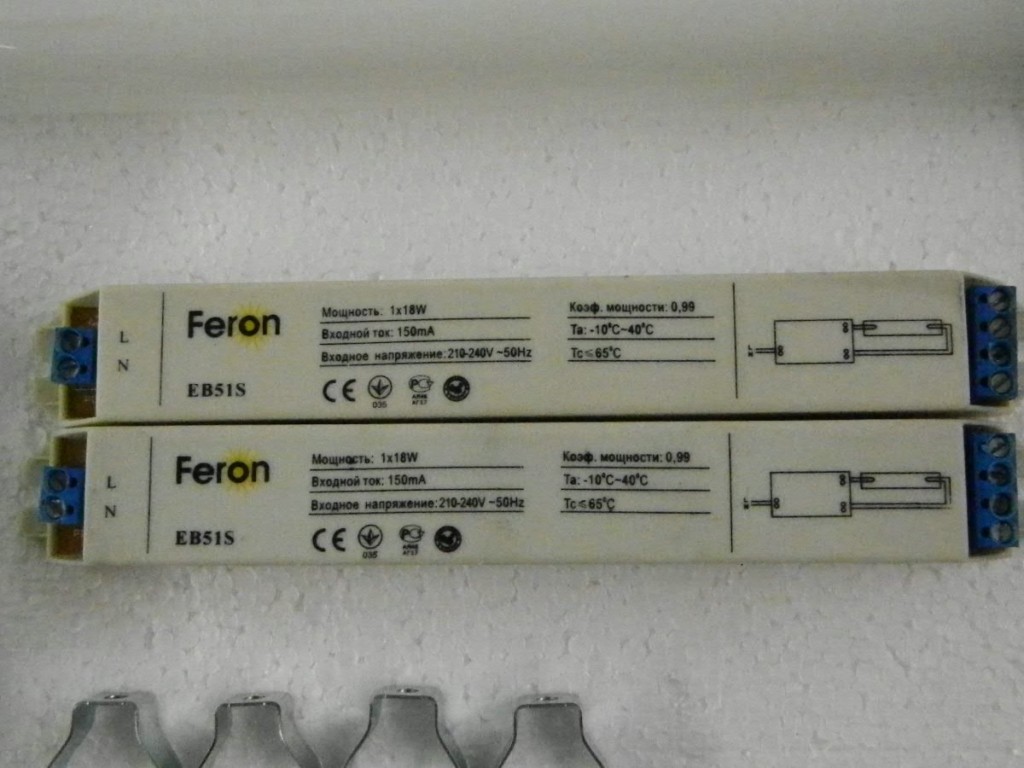 L
N
Feron
EB51S
Мощность: 1x18W
Входной ток: 150mA
Входное напряжение: 210-240V ~50Hz
CE
035
Коэф. мощности: 0,99
Ta: -10°C~40°C
Tc≤65°C
L
N
Feron
EB51S
Мощность: 1x18W
Входной ток: 150mA
Входное напряжение: 210-240V ~50Hz
CE
035
Коэф. мощности: 0,99
Ta: -10°C~40°C
Tc≤65°C